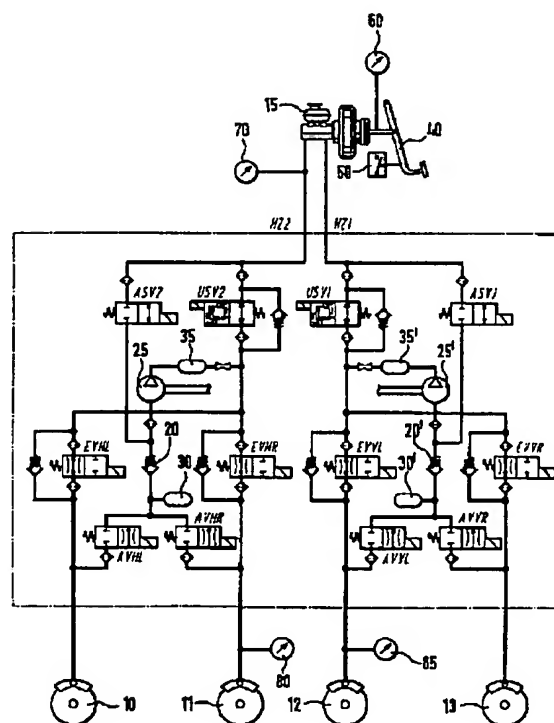 60
15
70
40
50
HZ2 HZ1
ASV2 USV2 USV1 ASV1
35 35'
25 25'
20 20'
EVHL EVHR EVVL EVVR
30 30'
AVHL AVHR AVVL AVVR
80 85
10 11 12 13